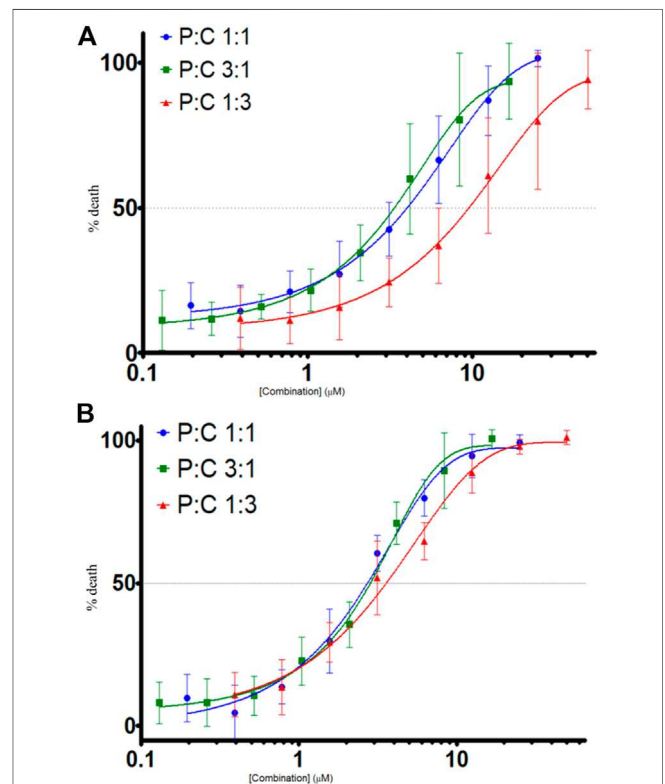 A
P:C 1:1
P:C 3:1
P:C 1:3
100
50
0
% death
0.1 1 10
[Combination] (μM)
B
P:C 1:1
P:C 3:1
P:C 1:3
100
50
0
% death
0.1 1 10
[Combination] (μM)